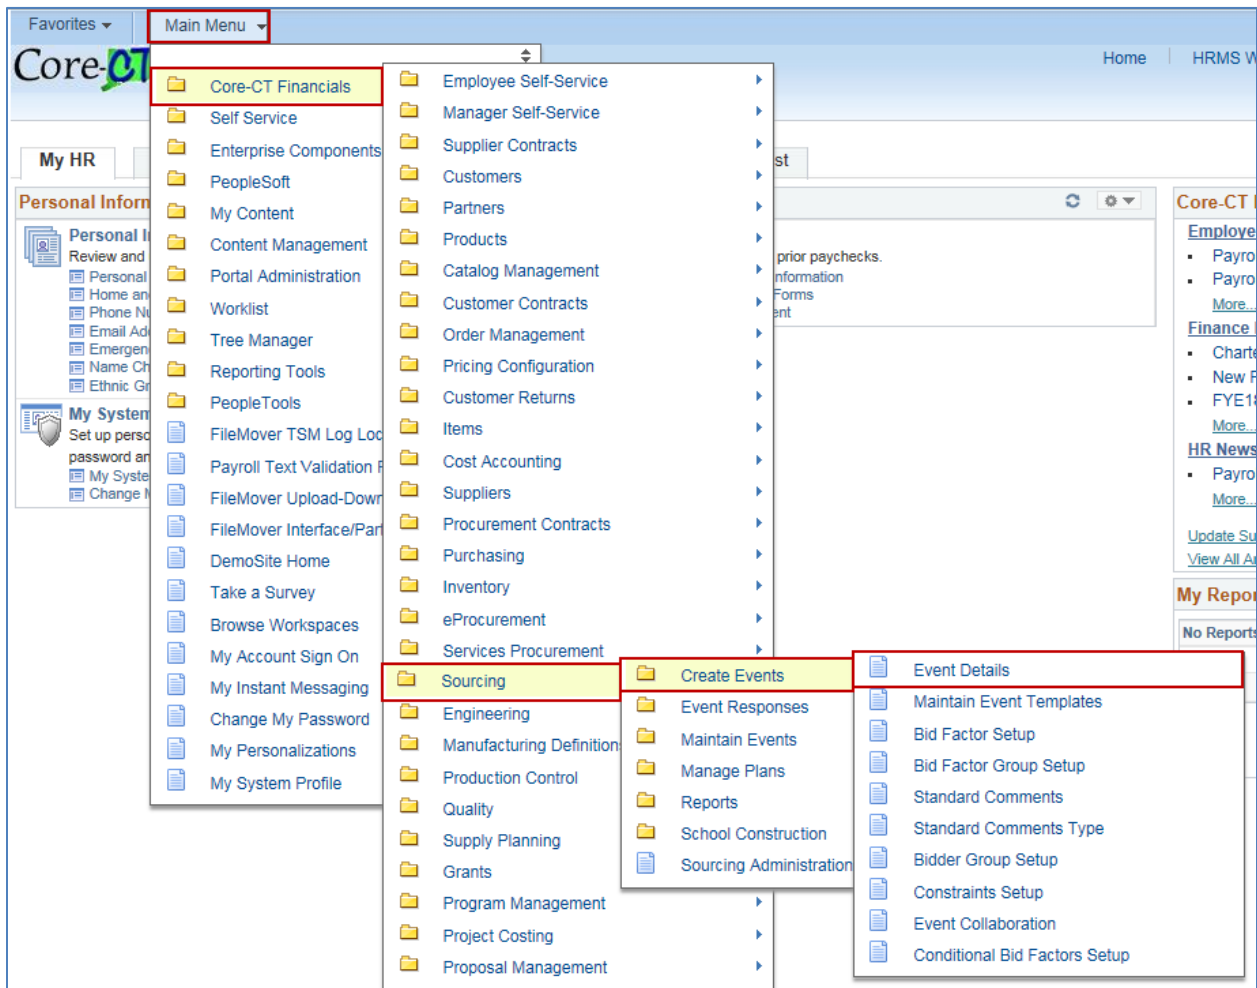 Favorites
Main Menu
Core-CT
Home
HRMS W
Core-CT Financials
Self Service
Enterprise Components
PeopleSoft
My Content
Content Management
Portal Administration
Worklist
Tree Manager
Reporting Tools
PeopleTools
FileMover TSM Log Loc
Payroll Text Validation
FileMover Upload-Down
FileMover Interface/Part
DemoSite Home
Take a Survey
Browse Workspaces
My Account Sign On
My Instant Messaging
Change My Password
My Personalizations
My System Profile
Employee Self-Service
Manager Self-Service
Supplier Contracts
Customers
Partners
Products
Catalog Management
Customer Contracts
Order Management
Pricing Configuration
Customer Returns
Items
Cost Accounting
Suppliers
Procurement Contracts
Purchasing
Inventory
eProcurement
Services Procurement
Sourcing
Engineering
Manufacturing Definition
Production Control
Quality
Supply Planning
Grants
Program Management
Project Costing
Proposal Management
Create Events
Event Responses
Maintain Events
Manage Plans
Reports
School Construction
Sourcing Administration
Event Details
Maintain Event Templates
Bid Factor Setup
Bid Factor Group Setup
Standard Comments
Standard Comments Type
Bidder Group Setup
Constraints Setup
Event Collaboration
Conditional Bid Factors Setup
My HR
st
Personal Inforn
Personal I
Review and
Personal
Home an
Phone Nu
Email Add
Emergen
Name Ch
Ethnic Gr
My System
Set up perso
password an
My Syste
Change M
prior paychecks.
nformation
Forms
ent
Core-CT
Employe
Payro
Payro
More...
Finance
Charte
New F
FYE18
More...
HR News
Payro
More...
Update Su
View All A
My Repor
No Reports